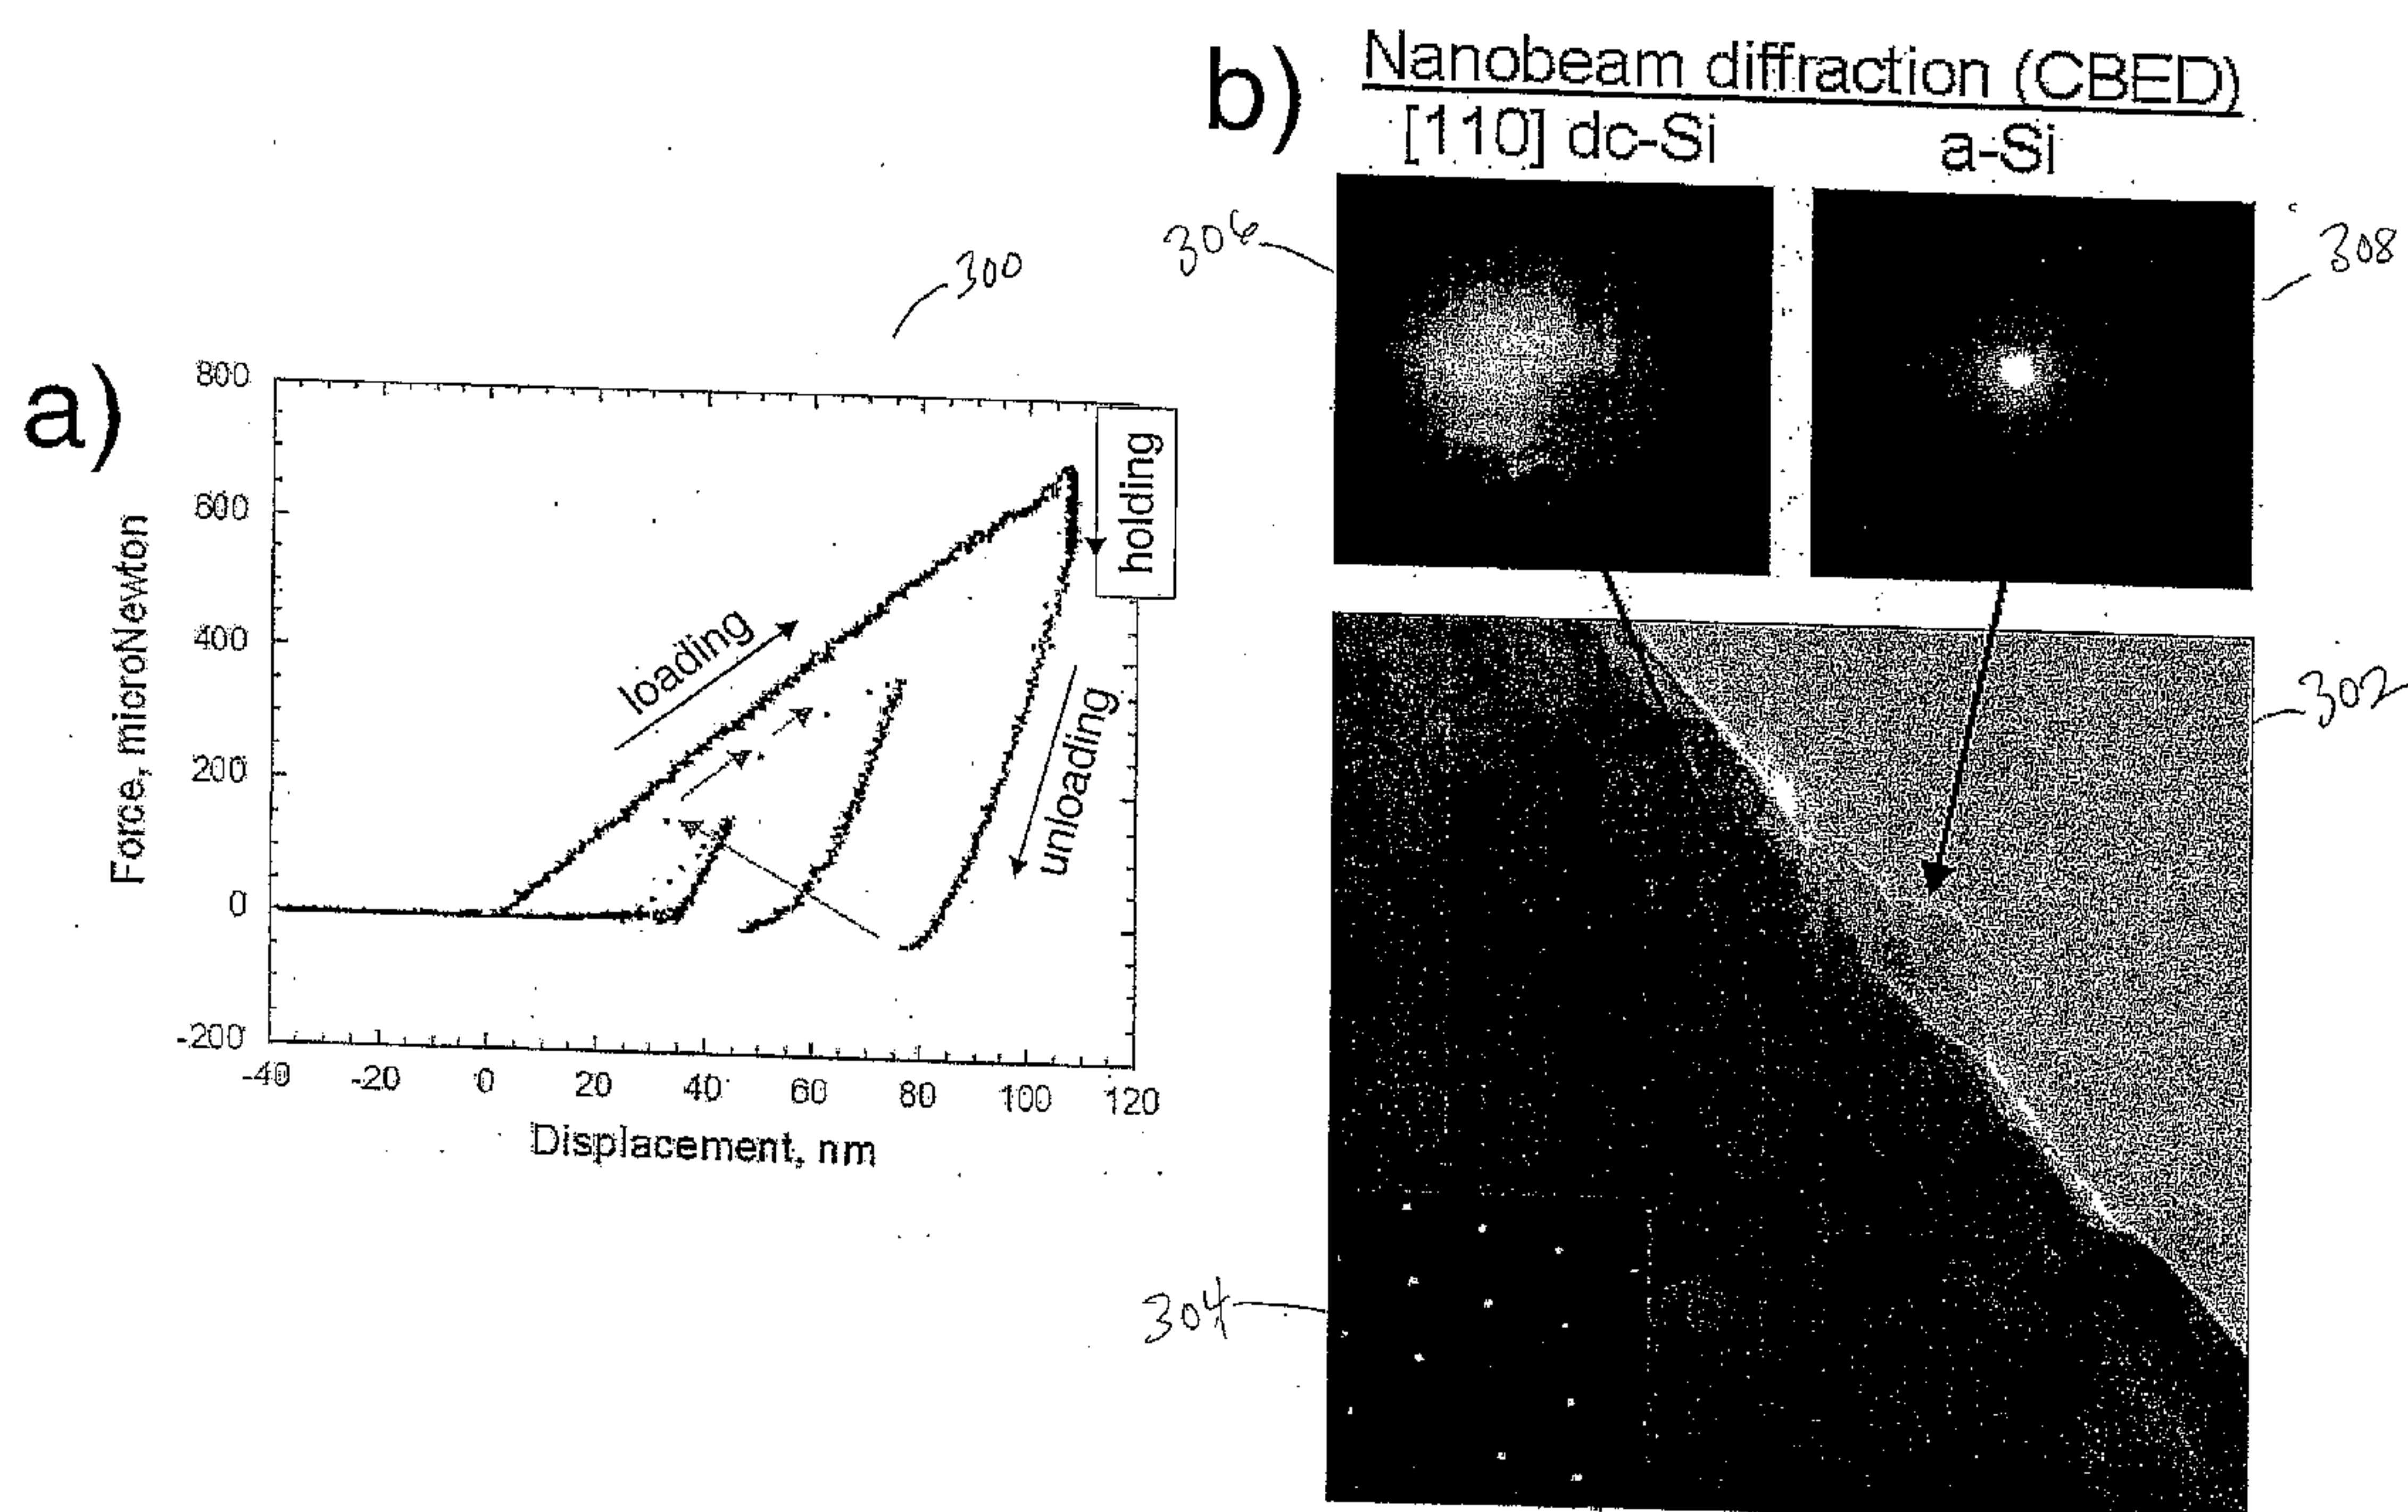 a)
300
800
600
400
200
0
-200
-40 -20 0 20 40 60 80 100 120
Force, microNewton
Displacement, nm
loading
holding
unloading
b)
Nanobeam diffraction (CBED)
[110] dc-Si a-Si
306
308
302
304